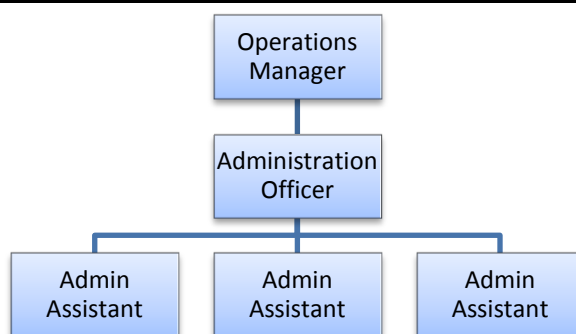 Operations
Manager
Administration
Officer
Admin
Assistant
Admin
Assistant
Admin
Assistant